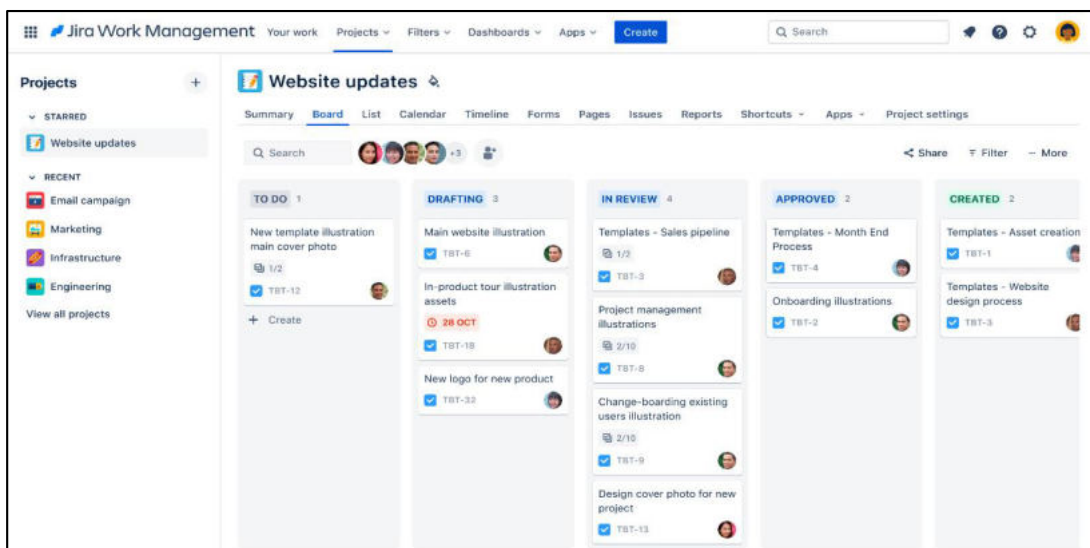 Jira Work Management Your work Projects Filters Dashboards Apps Create Search
Projects +
STARRED
Website updates
RECENT
Email campaign
Marketing
Infrastructure
Engineering
View all projects
Website updates
Summary Board List Calendar Timeline Forms Pages Issues Reports Shortcuts Apps Project settings
Search +3 Share Filter More
TO DO 1
New template illustration
main cover photo
1/2
TBT-12
+ Create
DRAFTING 3
Main website illustration
TBT-6
In-product tour illustration
assets
28 OCT
TBT-18
New logo for new product
TBT-32
IN REVIEW 4
Templates - Sales pipeline
1/2
TBT-3
Project management
illustrations
2/10
TBT-8
Change-boarding existing
users illustration
2/10
TBT-9
Design cover photo for new
project
TBT-13
APPROVED 2
Templates - Month End
Process
TBT-4
Onboarding illustrations
TBT-2
CREATED 2
Templates - Asset creation
TBT-1
Templates - Website
design process
TBT-3